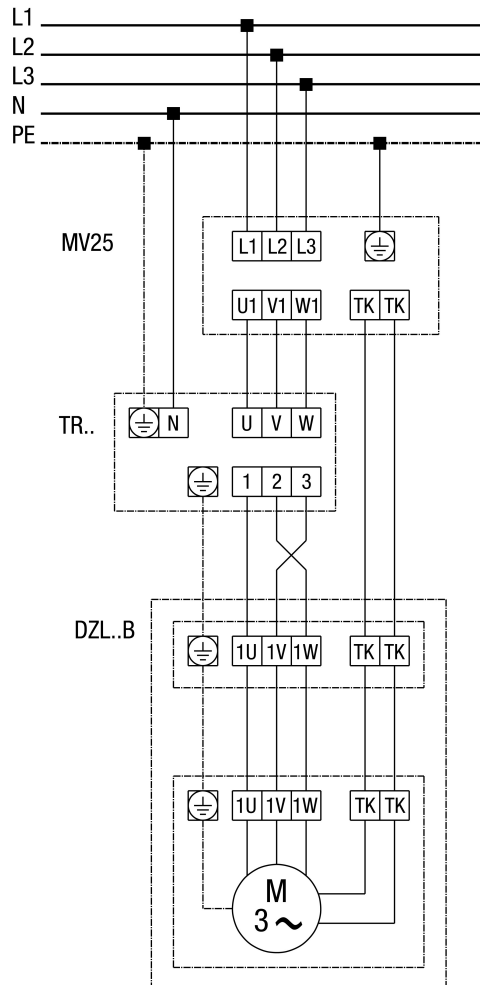 L1
L2
L3
N
PE
MV25
L1 L2 L3
U1 V1 W1 TK TK
TR..
N U V W
1 2 3
DZL..B
1U 1V 1W TK TK
1U 1V 1W TK TK
M
3 ~